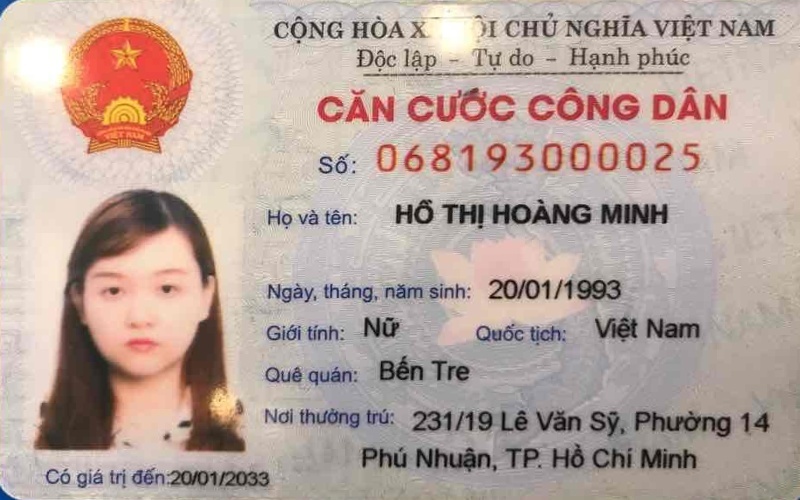 CỘNG HÒA X HỘI CHỦ NGHĨA VIỆT NAM
Độc lập - Tự do - Hạnh phúc
CĂN CƯỚC CÔNG DÂN
Số: 068193000025
Họ và tên: HỒ THỊ HOÀNG MINH
Ngày, tháng, năm sinh: 20/01/1993
Giới tính: Nữ Quốc tịch: Việt Nam
Quê quán: Bến Tre
Nơi thường trú: 231/19 Lê Văn Sỹ, Phường 14
Phú Nhuận, TP. Hồ Chí Minh
Có giá trị đến: 20/01/2033
VIỆT NAM